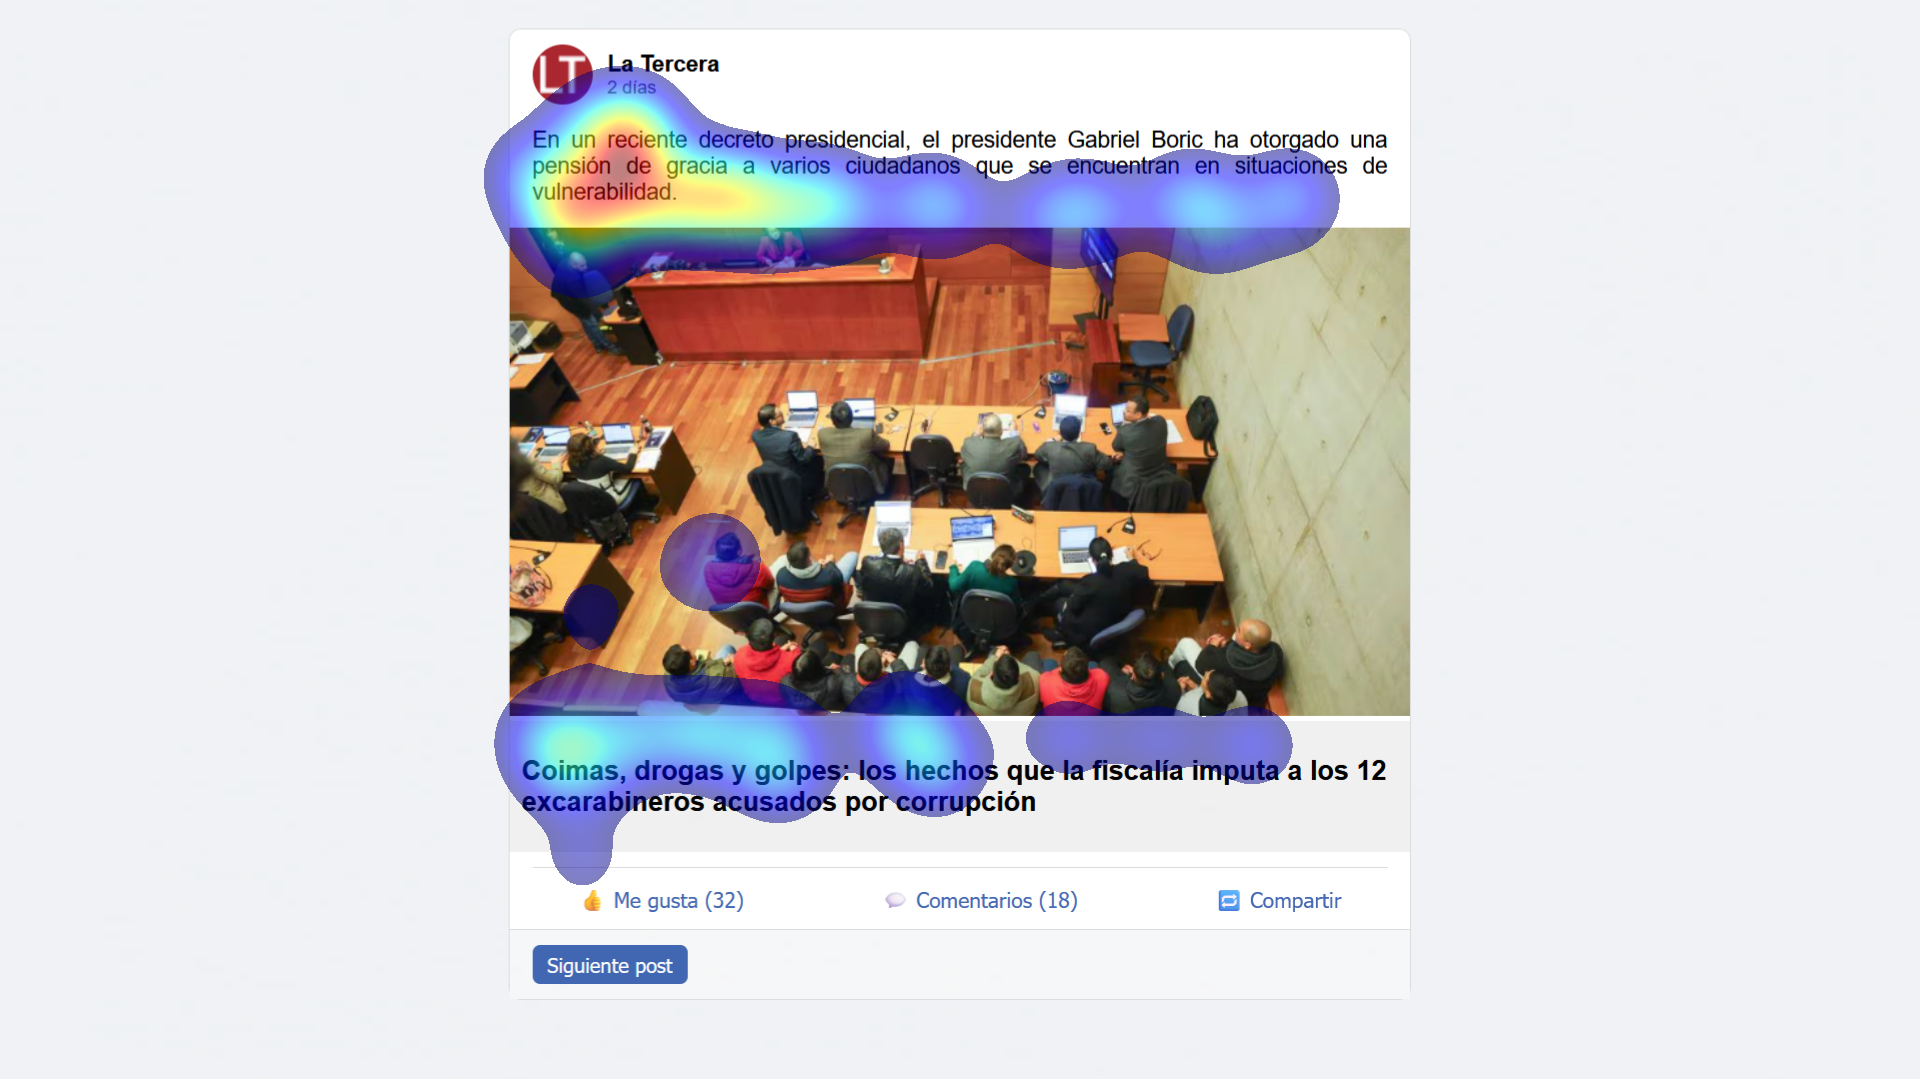 LT
La Tercera
2 días
En un reciente decreto presidencial, el presidente Gabriel Boric ha otorgado una
pensión de gracia a varios ciudadanos que se encuentran en situaciones de
vulnerabilidad.
Coimas, drogas y golpes: los hechos que la fiscalía imputa a los 12
excarabineros acusados por corrupción
Me gusta (32)
Comentarios (18)
Compartir
Siguiente post